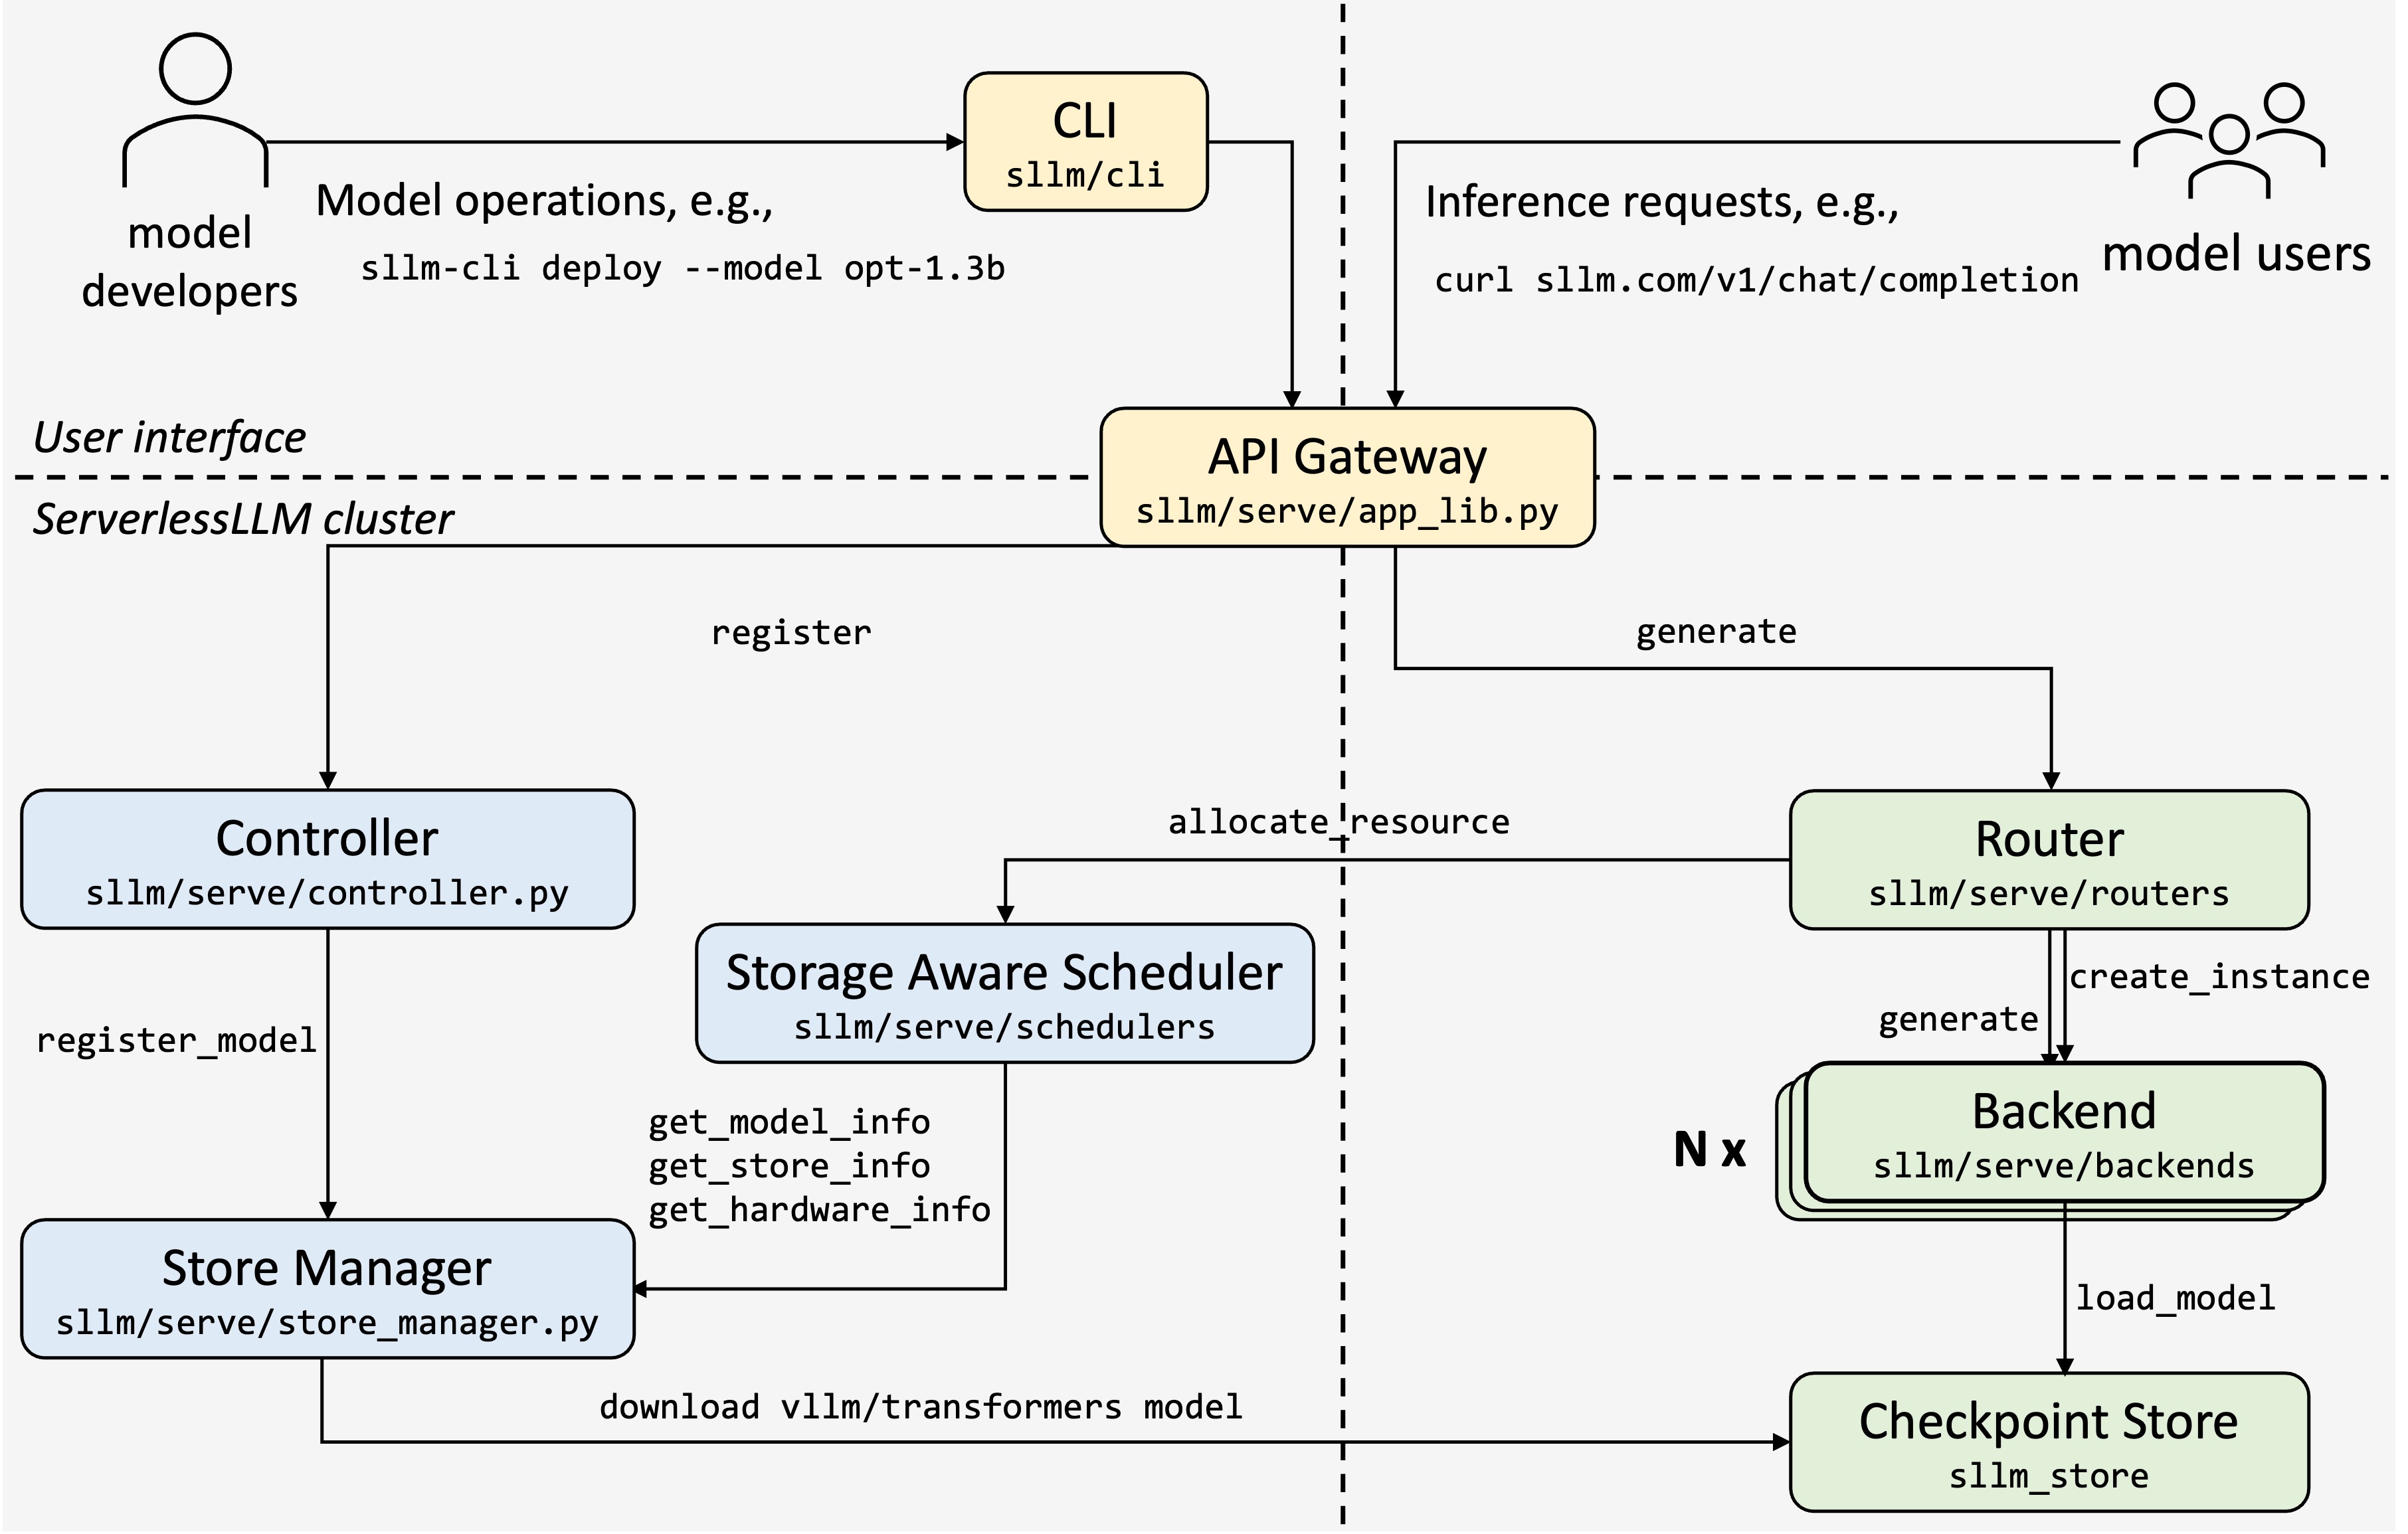 CLI
sllm/cli
Model operations, e.g.,
sllm-cli deploy --model opt-1.3b
model
developers
Inference requests, e.g.,
curl sllm.com/v1/chat/completion
model users
User interface
API Gateway
sllm/serve/app_lib.py
ServerlessLLM cluster
register
generate
Controller
sllm/serve/controller.py
allocate_resource
Router
sllm/serve/routers
Storage Aware Scheduler
sllm/serve/schedulers
create_instance
generate
register_model
get_model_info
get_store_info
get_hardware_info
N x
Backend
sllm/serve/backends
Store Manager
sllm/serve/store_manager.py
load_model
download vllm/transformers model
Checkpoint Store
sllm_store